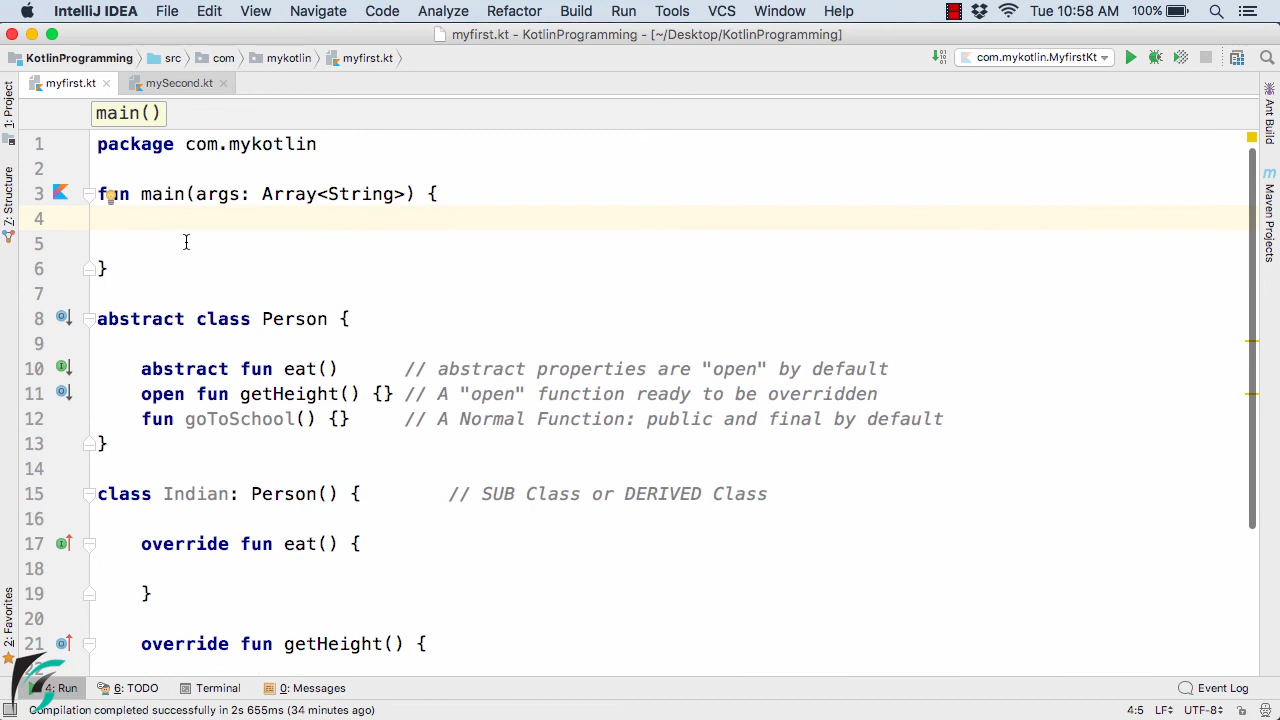 IntelliJ IDEA File Edit View Navigate Code Analyze Refactor Build Run Tools VCS Window Help Tue 10:58 AM 100%
myfirst.kt - KotlinProgramming - [~/Desktop/KotlinProgramming]
KotlinProgramming src com mykotlin myfirst.kt com.mykotlin.MyfirstKt
myfirst.kt mySecond.kt
main()
1 package com.mykotlin
2
3 fun main(args: Array<String>) {
4
5
6 }
7
8 abstract class Person {
9
10 abstract fun eat() // abstract properties are "open" by default
11 open fun getHeight() {} // A "open" function ready to be overridden
12 fun goToSchool() {} // A Normal Function: public and final by default
13 }
14
15 class Indian: Person() { // SUB Class or DERIVED Class
16
17 override fun eat() {
18
19 }
20
21 override fun getHeight() {
1: Project
Z: Structure
2: Favorites
Ant Build
m Maven Projects
4: Run 6: TODO Terminal 0: Messages Event Log
Compilation completed successfully in 2s 655ms (34 minutes ago) 4:5 LF÷ UTF-8÷